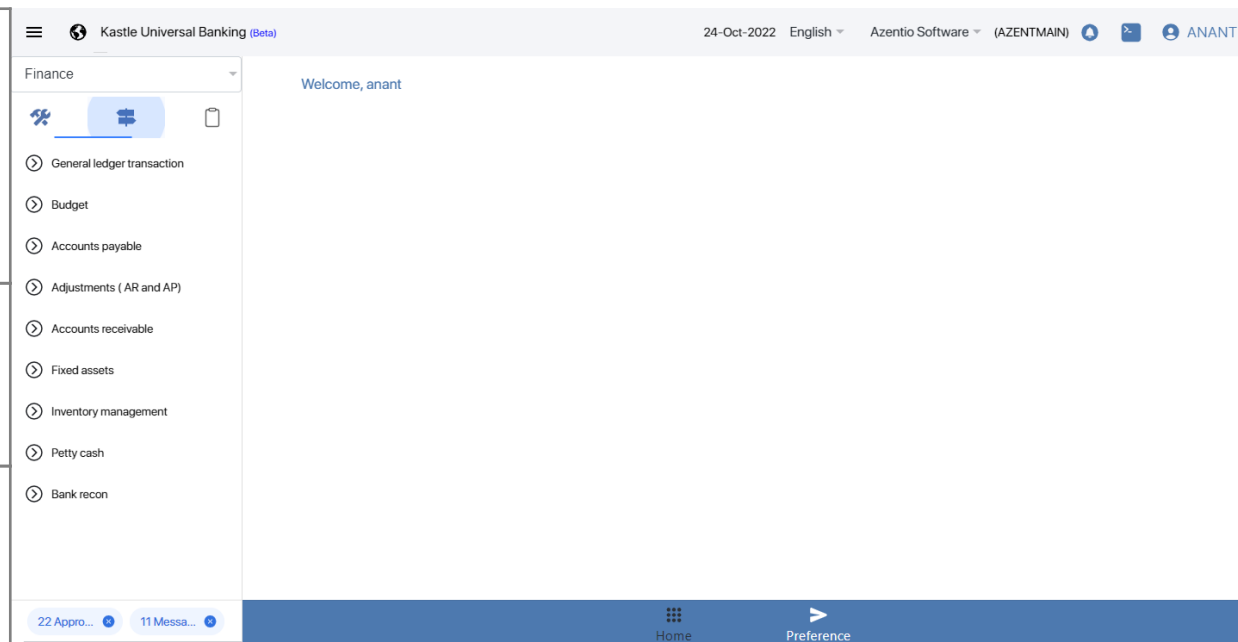 Kastle Universal Banking (Beta) 24-Oct-2022 English Azentio Software (AZENTMAIN) ANANT
Finance
Welcome, anant
General ledger transaction
Budget
Accounts payable
Adjustments ( AR and AP)
Accounts receivable
Fixed assets
Inventory management
Petty cash
Bank recon
22 Appro... 11 Messa...
Home Preference